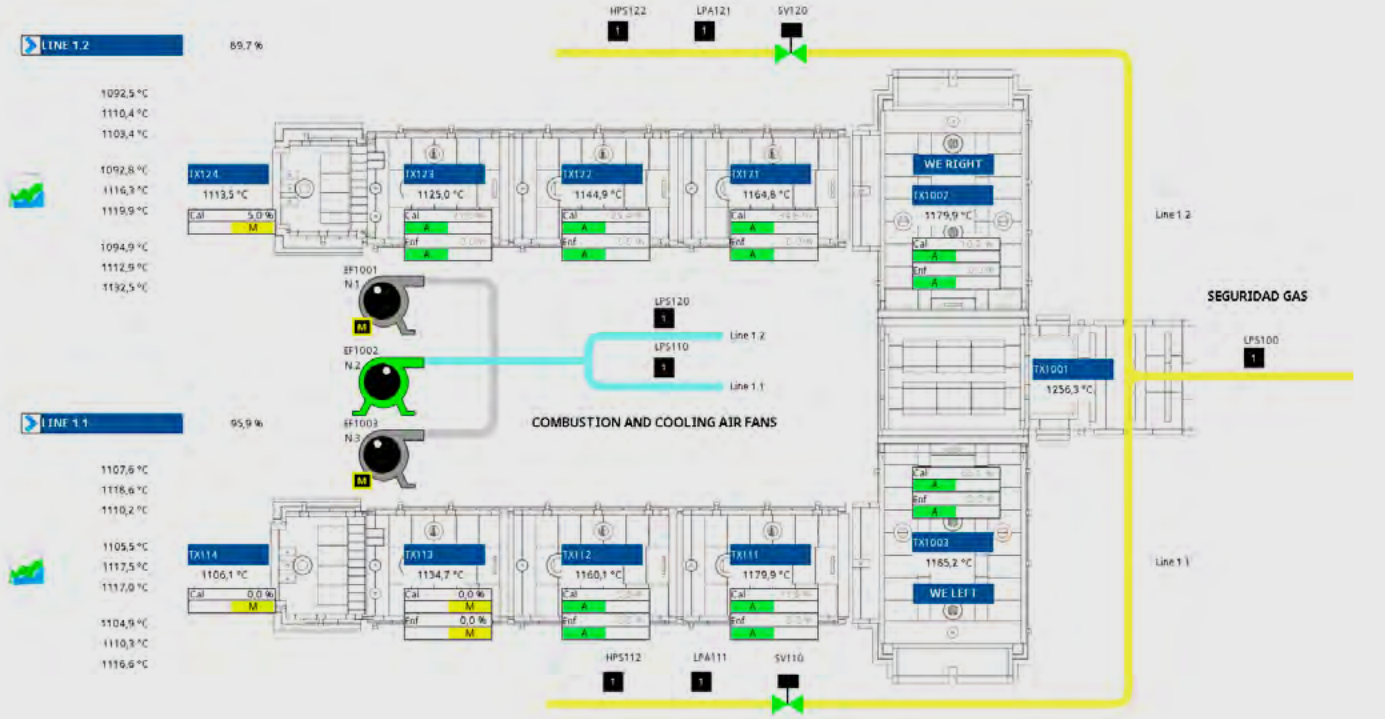 HPS122 LPA121 SV120
1 1
LINE 1.2 89.7 %
1092,5 °C
1110,4 °C
1103,4 °C
1092,8 °C
1116,3 °C
1119,9 °C
1094,9 °C
1112,9 °C
1132,5 °C
TX124 TX123 TX122 TX121
1113,5 °C 1125,0 °C 1144,9 °C 1164,8 °C
Cal 5,0 % Cal Cal Cal
M A A A
Enf Enf Enf
A A A
WE RIGHT
TX1002
1179,9 °C
Cal
A
Enf
A
Line 1 2
EF1001
N.1
M
EF1002
N.2
EF1003
N.3
M
LPS120
1
Line 1.2
LPS110
1
Line 1.1
COMBUSTION AND COOLING AIR FANS
SEGURIDAD GAS
LPS100
1
TX1001
1256,3 °C
LINE 1 1 95,9 %
1107,6 °C
1116,6 °C
1110,2 °C
1105,5 °C
1117,5 °C
1117,0 °C
1104,9 °C
1110,3 °C
1116,6 °C
TX114 TX113 TX112 TX111
1106,1 °C 1134,7 °C 1160,1 °C 1179,9 °C
Cal 0,0 % Cal 0,0 % Cal Cal
M M A A
Enf 0,0 % Enf Enf
M A A
Cal
A
Enf
A
TX1003
1185,2 °C
WE LEFT
Line 1 1
HPS112 LPA111 SV110
1 1